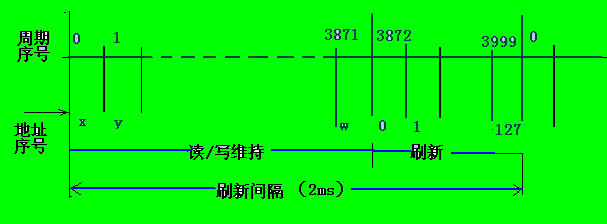 周期 0 1 3871 3872 3999 0
序号
地址 x y w 0 1 127
序号
读/写维持 刷新
刷新间隔（2ms）